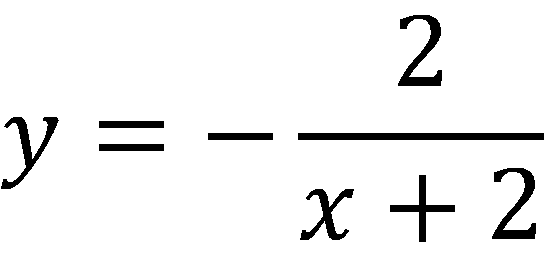 y = − 2 / (x + 2)